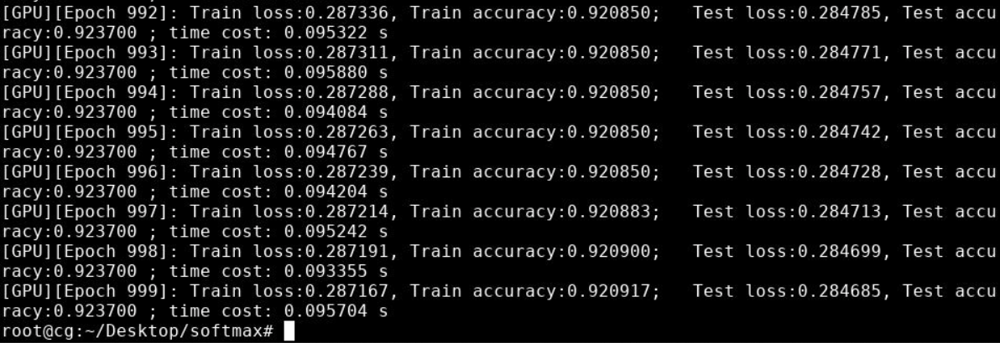 [GPU][Epoch 992]: Train loss:0.287336, Train accuracy:0.920850;   Test loss:0.284785, Test accu
racy:0.923700 ; time cost: 0.095322 s
[GPU][Epoch 993]: Train loss:0.287311, Train accuracy:0.920850;   Test loss:0.284771, Test accu
racy:0.923700 ; time cost: 0.095880 s
[GPU][Epoch 994]: Train loss:0.287288, Train accuracy:0.920850;   Test loss:0.284757, Test accu
racy:0.923700 ; time cost: 0.094084 s
[GPU][Epoch 995]: Train loss:0.287263, Train accuracy:0.920850;   Test loss:0.284742, Test accu
racy:0.923700 ; time cost: 0.094767 s
[GPU][Epoch 996]: Train loss:0.287239, Train accuracy:0.920850;   Test loss:0.284728, Test accu
racy:0.923700 ; time cost: 0.094204 s
[GPU][Epoch 997]: Train loss:0.287214, Train accuracy:0.920883;   Test loss:0.284713, Test accu
racy:0.923700 ; time cost: 0.095242 s
[GPU][Epoch 998]: Train loss:0.287191, Train accuracy:0.920900;   Test loss:0.284699, Test accu
racy:0.923700 ; time cost: 0.093355 s
[GPU][Epoch 999]: Train loss:0.287167, Train accuracy:0.920917;   Test loss:0.284685, Test accu
racy:0.923700 ; time cost: 0.095704 s
root@cg:~/Desktop/softmax#